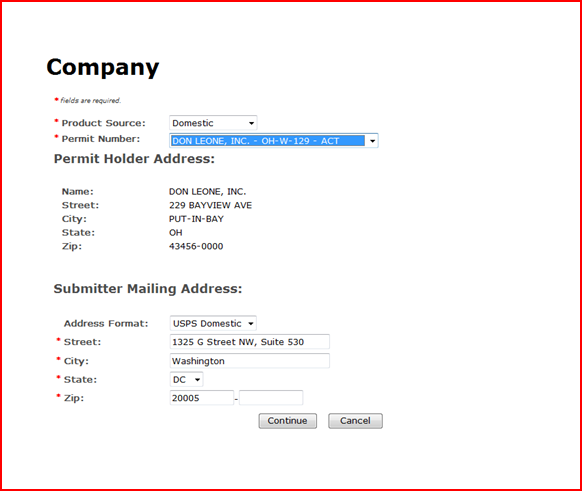 Company
* fields are required.
* Product Source: Domestic
* Permit Number: DON LEONE, INC. - OH-W-129 - ACT
Permit Holder Address:
Name: DON LEONE, INC.
Street: 229 BAYVIEW AVE
City: PUT-IN-BAY
State: OH
Zip: 43456-0000
Submitter Mailing Address:
Address Format: USPS Domestic
* Street: 1325 G Street NW, Suite 530
* City: Washington
* State: DC
* Zip: 20005 -
Continue Cancel